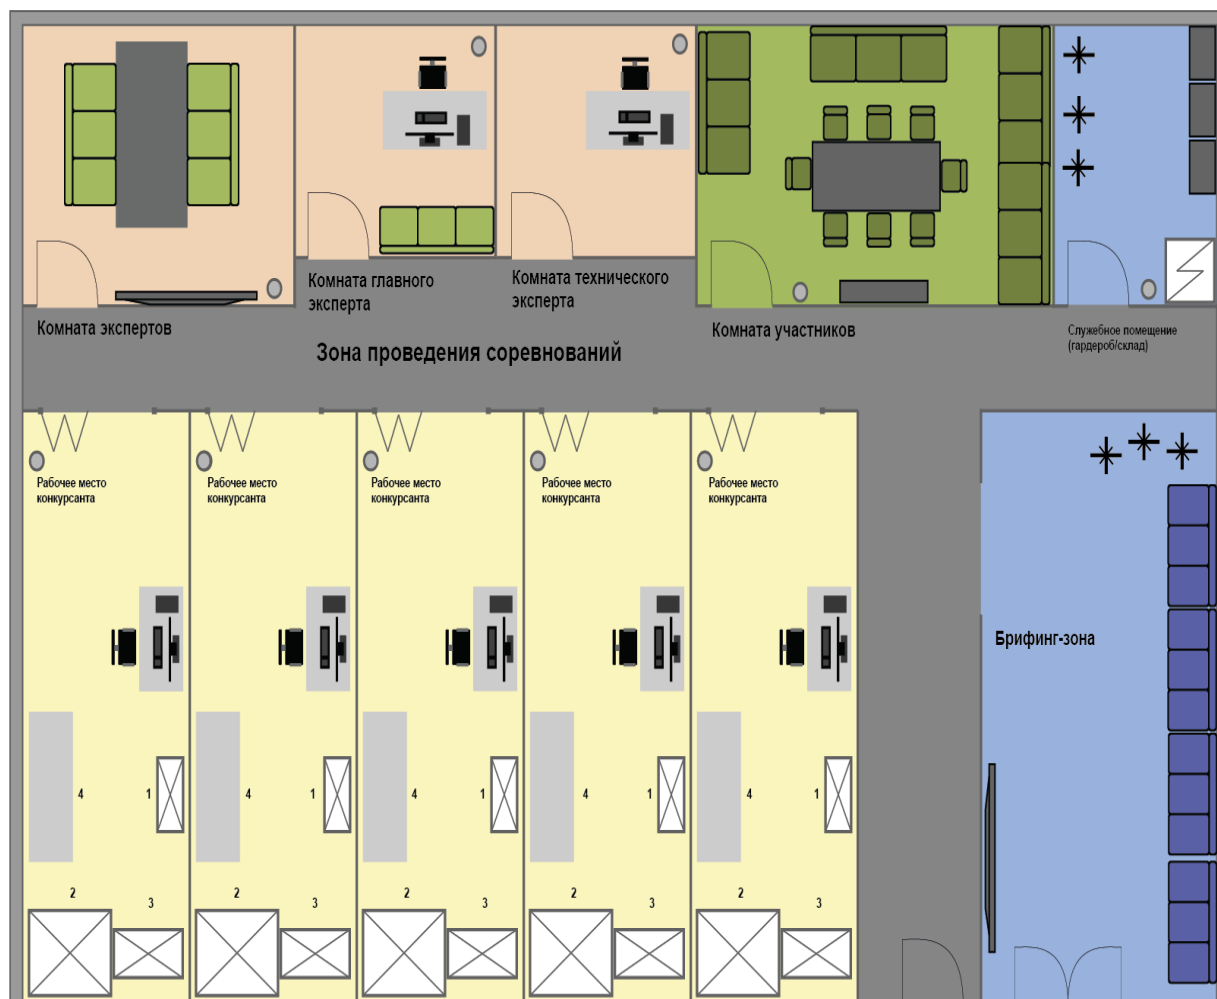 Комната экспертов
Комната главного
эксперта
Комната технического
эксперта
Комната участников
Служебное помещение
(гардероб/склад)
Зона проведения соревнований
Рабочее место
конкурсанта
Рабочее место
конкурсанта
Рабочее место
конкурсанта
Рабочее место
конкурсанта
Рабочее место
конкурсанта
Брифинг-зона
4 1 4 1 4 1 4 1 4 1
2 3 2 3 2 3 2 3 2 3